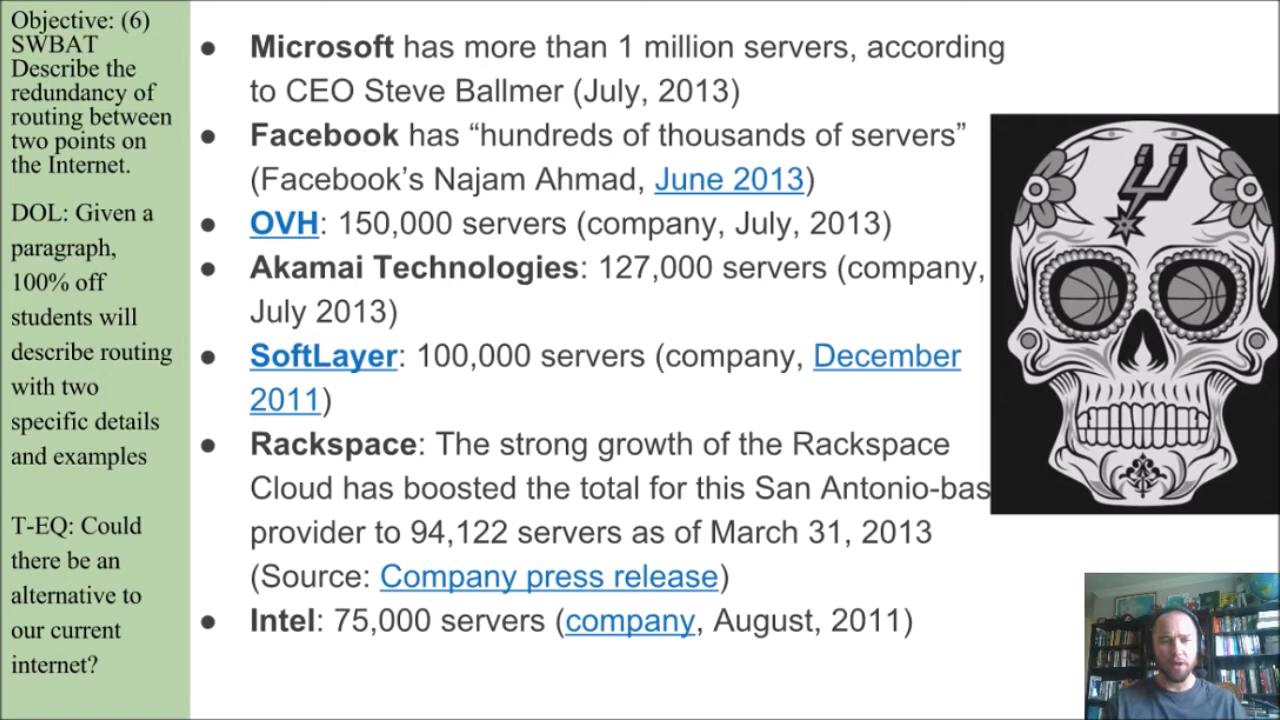 Objective: (6)
SWBAT
Describe the
redundancy of
routing between
two points on
the Internet.
DOL: Given a
paragraph,
100% off
students will
describe routing
with two
specific details
and examples
T-EQ: Could
there be an
alternative to
our current
internet?
● Microsoft has more than 1 million servers, according
to CEO Steve Ballmer (July, 2013)
● Facebook has “hundreds of thousands of servers”
(Facebook’s Najam Ahmad, June 2013)
● OVH: 150,000 servers (company, July, 2013)
● Akamai Technologies: 127,000 servers (company,
July 2013)
● SoftLayer: 100,000 servers (company, December
2011)
● Rackspace: The strong growth of the Rackspace
Cloud has boosted the total for this San Antonio-bas
provider to 94,122 servers as of March 31, 2013
(Source: Company press release)
● Intel: 75,000 servers (company, August, 2011)